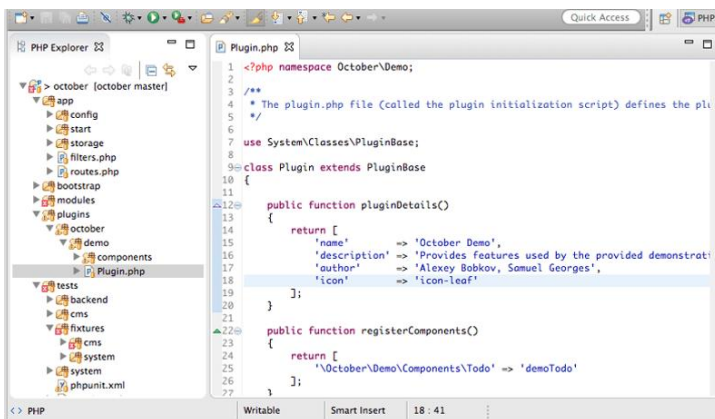 Quick Access
PHP
PHP Explorer
> october [october master]
app
config
start
storage
filters.php
routes.php
bootstrap
modules
plugins
october
demo
components
Plugin.php
tests
backend
cms
fixtures
cms
system
system
phpunit.xml
Plugin.php
1 <?php namespace October\Demo;
2
3 /**
4  * The plugin.php file (called the plugin initialization script) defines the plu
5  */
6
7 use System\Classes\PluginBase;
8
9 class Plugin extends PluginBase
10 {
11
12     public function pluginDetails()
13     {
14         return [
15             'name'        => 'October Demo',
16             'description' => 'Provides features used by the provided demonstrati
17             'author'      => 'Alexey Bobkov, Samuel Georges',
18             'icon'        => 'icon-leaf'
19         ];
20     }
21
22     public function registerComponents()
23     {
24         return [
25             '\October\Demo\Components\Todo' => 'demoTodo'
26         ];
27     }
<> PHP
Writable
Smart Insert
18 : 41